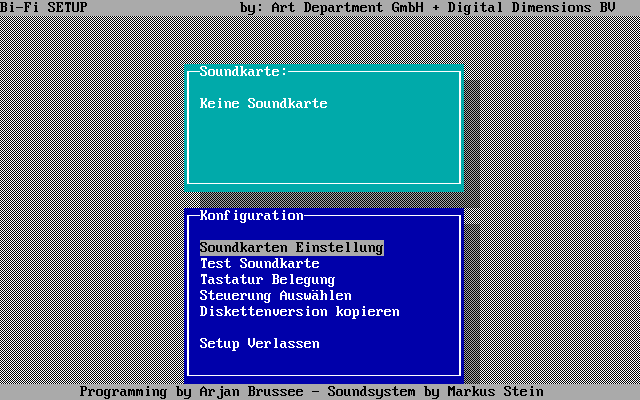 Bi-Fi SETUP by: Art Department GmbH + Digital Dimensions BV
Soundkarte:
Keine Soundkarte
Konfiguration
Soundkarten Einstellung
Test Soundkarte
Tastatur Belegung
Steuerung Auswählen
Diskettenversion kopieren
Setup Verlassen
Programming by Arjan Brussee - Soundsystem by Markus Stein